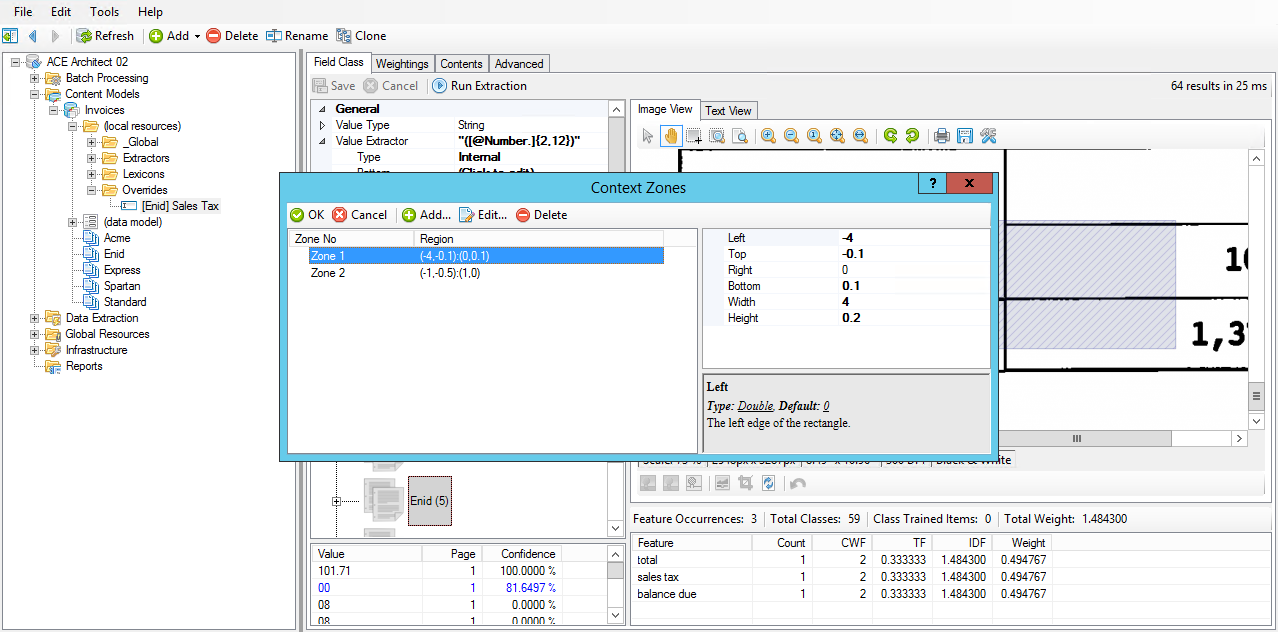 File Edit Tools Help
Refresh Add Delete Rename Clone
ACE Architect 02
Batch Processing
Content Models
Invoices
(local resources)
_Global
Extractors
Lexicons
Overrides
[Enid] Sales Tax
(data model)
Acme
Enid
Express
Spartan
Standard
Data Extraction
Global Resources
Infrastructure
Reports
Field Class Weightings Contents Advanced
Save Cancel Run Extraction 64 results in 25 ms
General
Value Type String
Value Extractor "([@Number.]{2,12})"
Type Internal
Image View Text View
Context Zones ? x
OK Cancel Add... Edit... Delete
Zone No Region
Zone 1 (-4,-0.1):(0,0.1)
Zone 2 (-1,-0.5):(1,0)
Left -4
Top -0.1
Right 0
Bottom 0.1
Width 4
Height 0.2
Left
Type: Double, Default: 0
The left edge of the rectangle.
1,3
Enid (5)
Value Page Confidence
101.71 1 100.0000 %
00 1 81.6497 %
08 1 0.0000 %
08 1 0.0000 %
Feature Occurrences: 3 Total Classes: 59 Class Trained Items: 0 Total Weight: 1.484300
Feature Count CWF TF IDF Weight
total 1 2 0.333333 1.484300 0.494767
sales tax 1 2 0.333333 1.484300 0.494767
balance due 1 2 0.333333 1.484300 0.494767